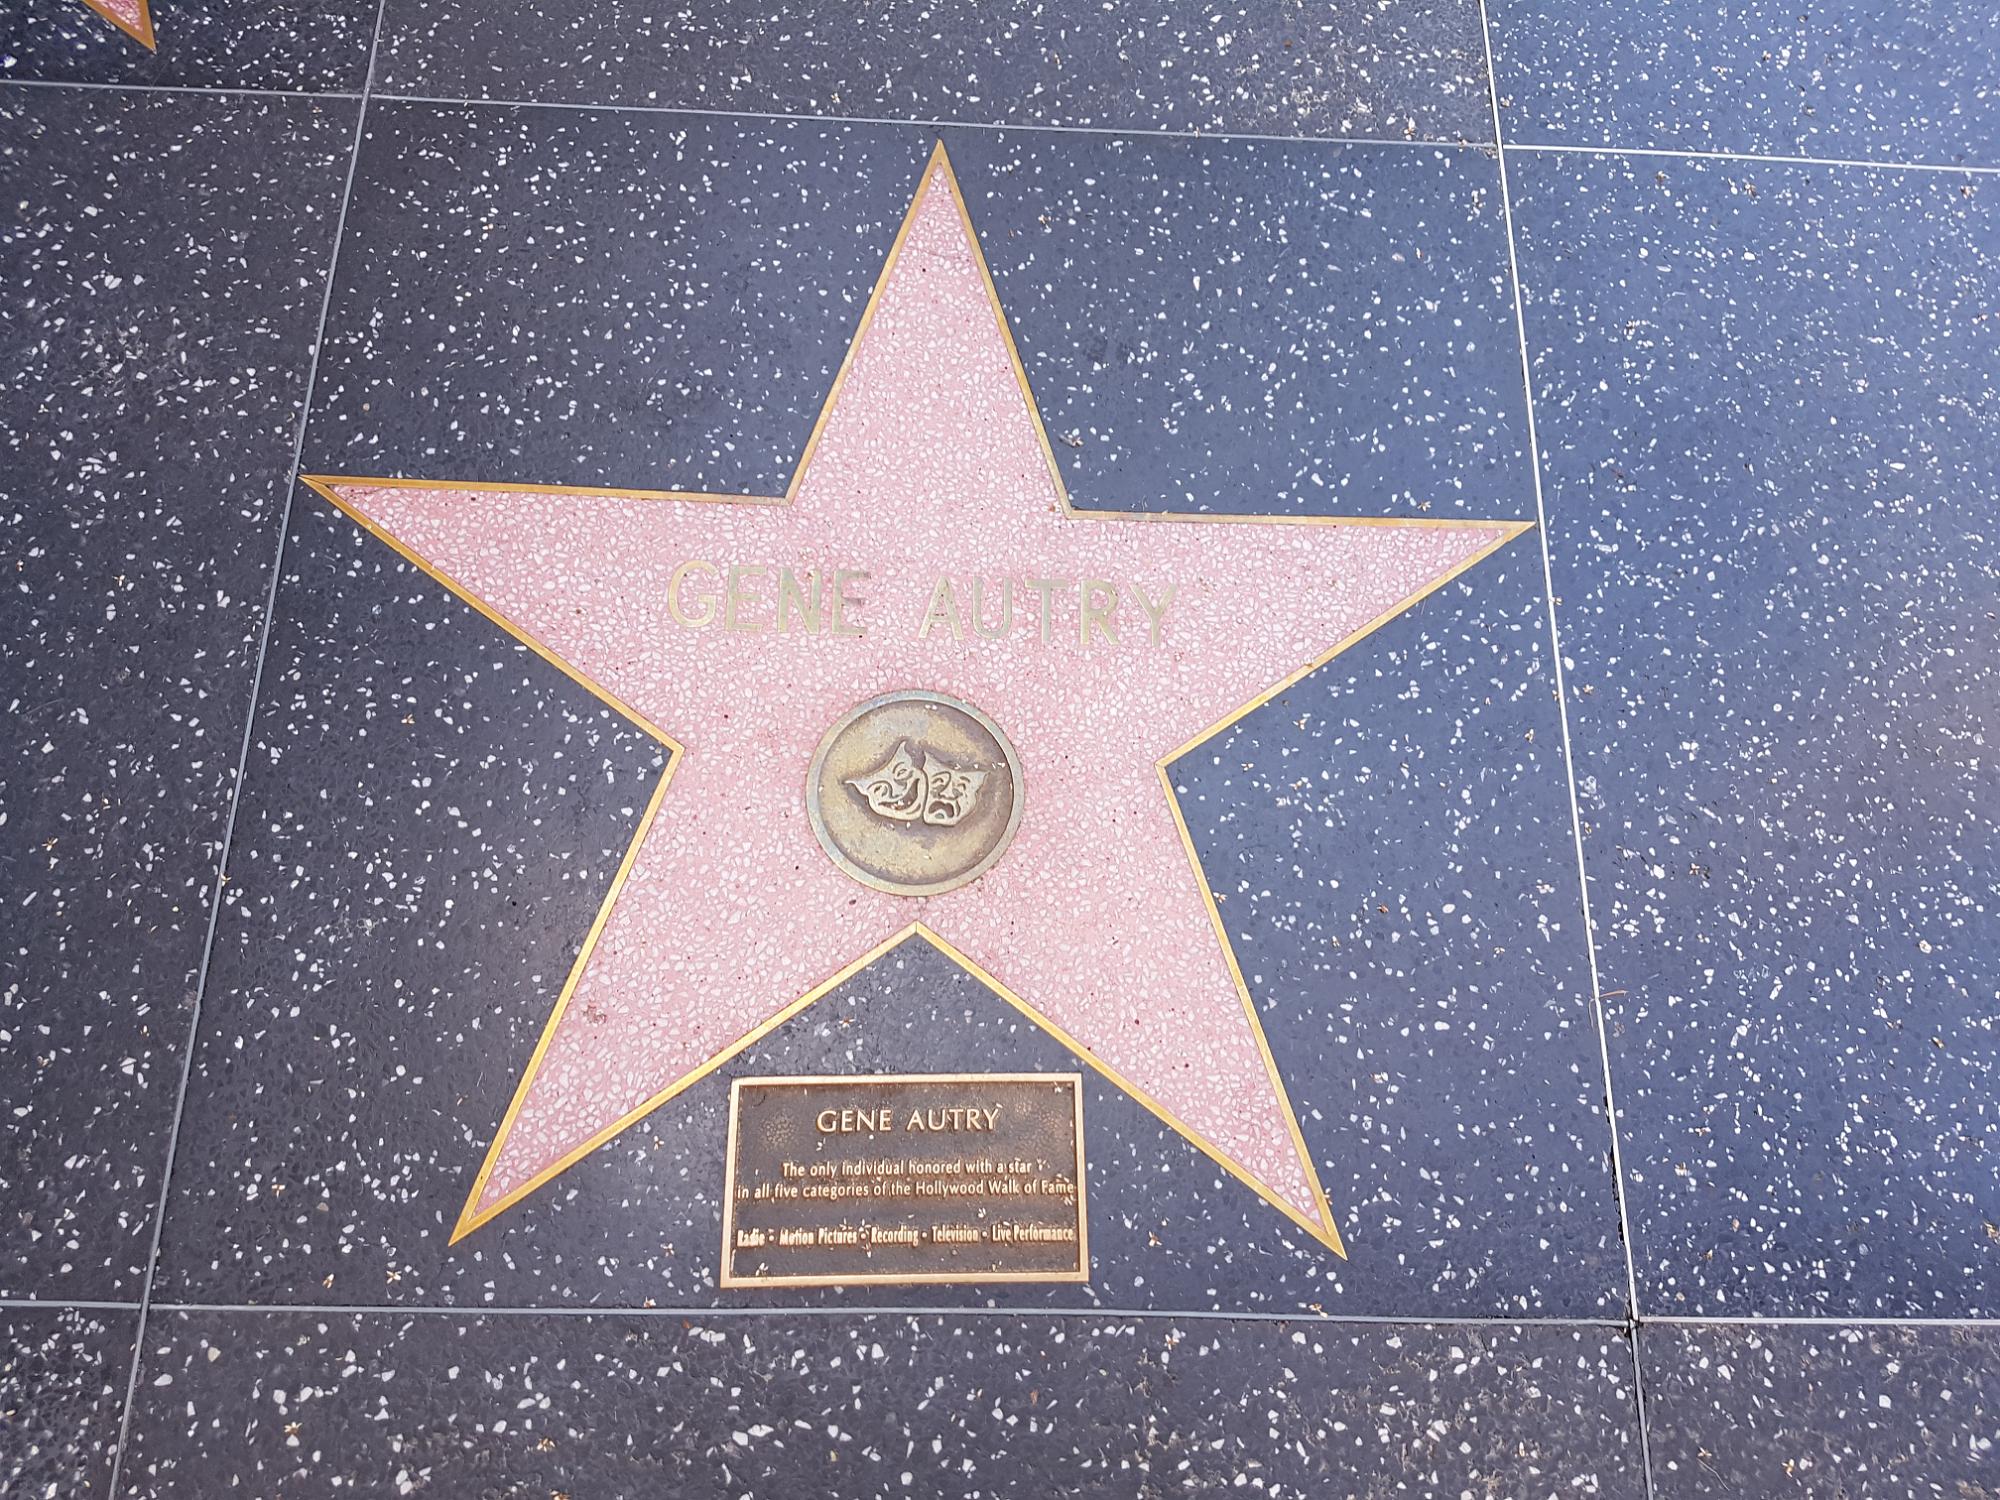 GENE AUTRY
GENE AUTRY
The only individual honored with a star
in all five categories of the Hollywood Walk of Fame
Radio • Motion Pictures • Recording • Television • Live Performance